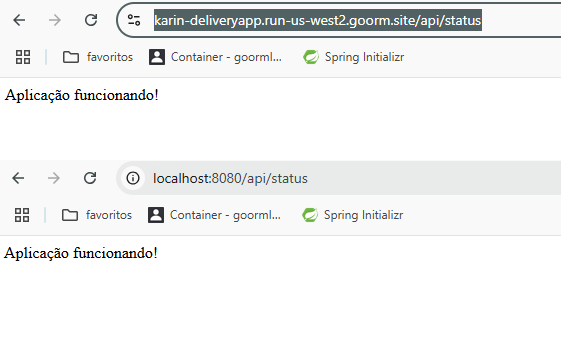 karin-deliveryapp.run-us-west2.goorm.site/api/status
favoritos Container - goorml... Spring Initializr
Aplicação funcionando!
localhost:8080/api/status
favoritos Container - goorml... Spring Initializr
Aplicação funcionando!